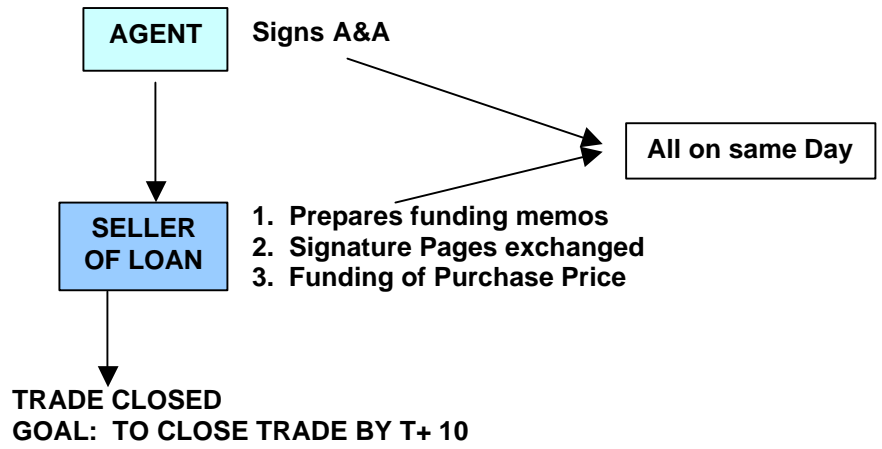 AGENT
Signs A&A
All on same Day
SELLER
OF LOAN
1. Prepares funding memos
2. Signature Pages exchanged
3. Funding of Purchase Price
TRADE CLOSED
GOAL: TO CLOSE TRADE BY T+ 10